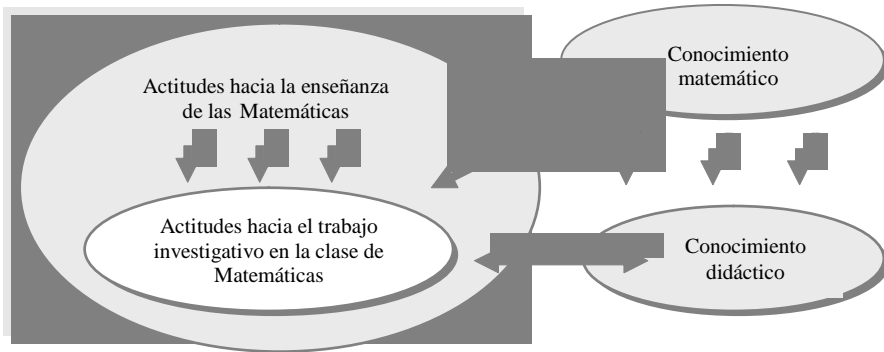 Actitudes hacia la enseñanza
de las Matemáticas
Actitudes hacia el trabajo
investigativo en la clase de
Matemáticas
Conocimiento
matemático
Conocimiento
didáctico